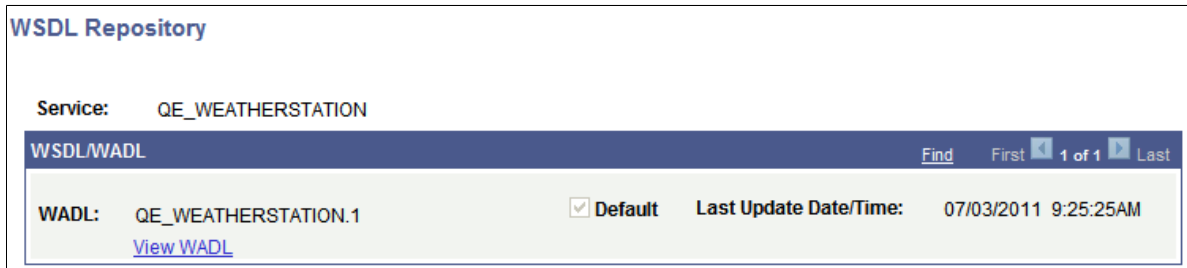 WSDL Repository
Service: QE_WEATHERSTATION
WSDL/WADL Find First 1 of 1 Last
WADL: QE_WEATHERSTATION.1 Default Last Update Date/Time: 07/03/2011 9:25:25AM
View WADL